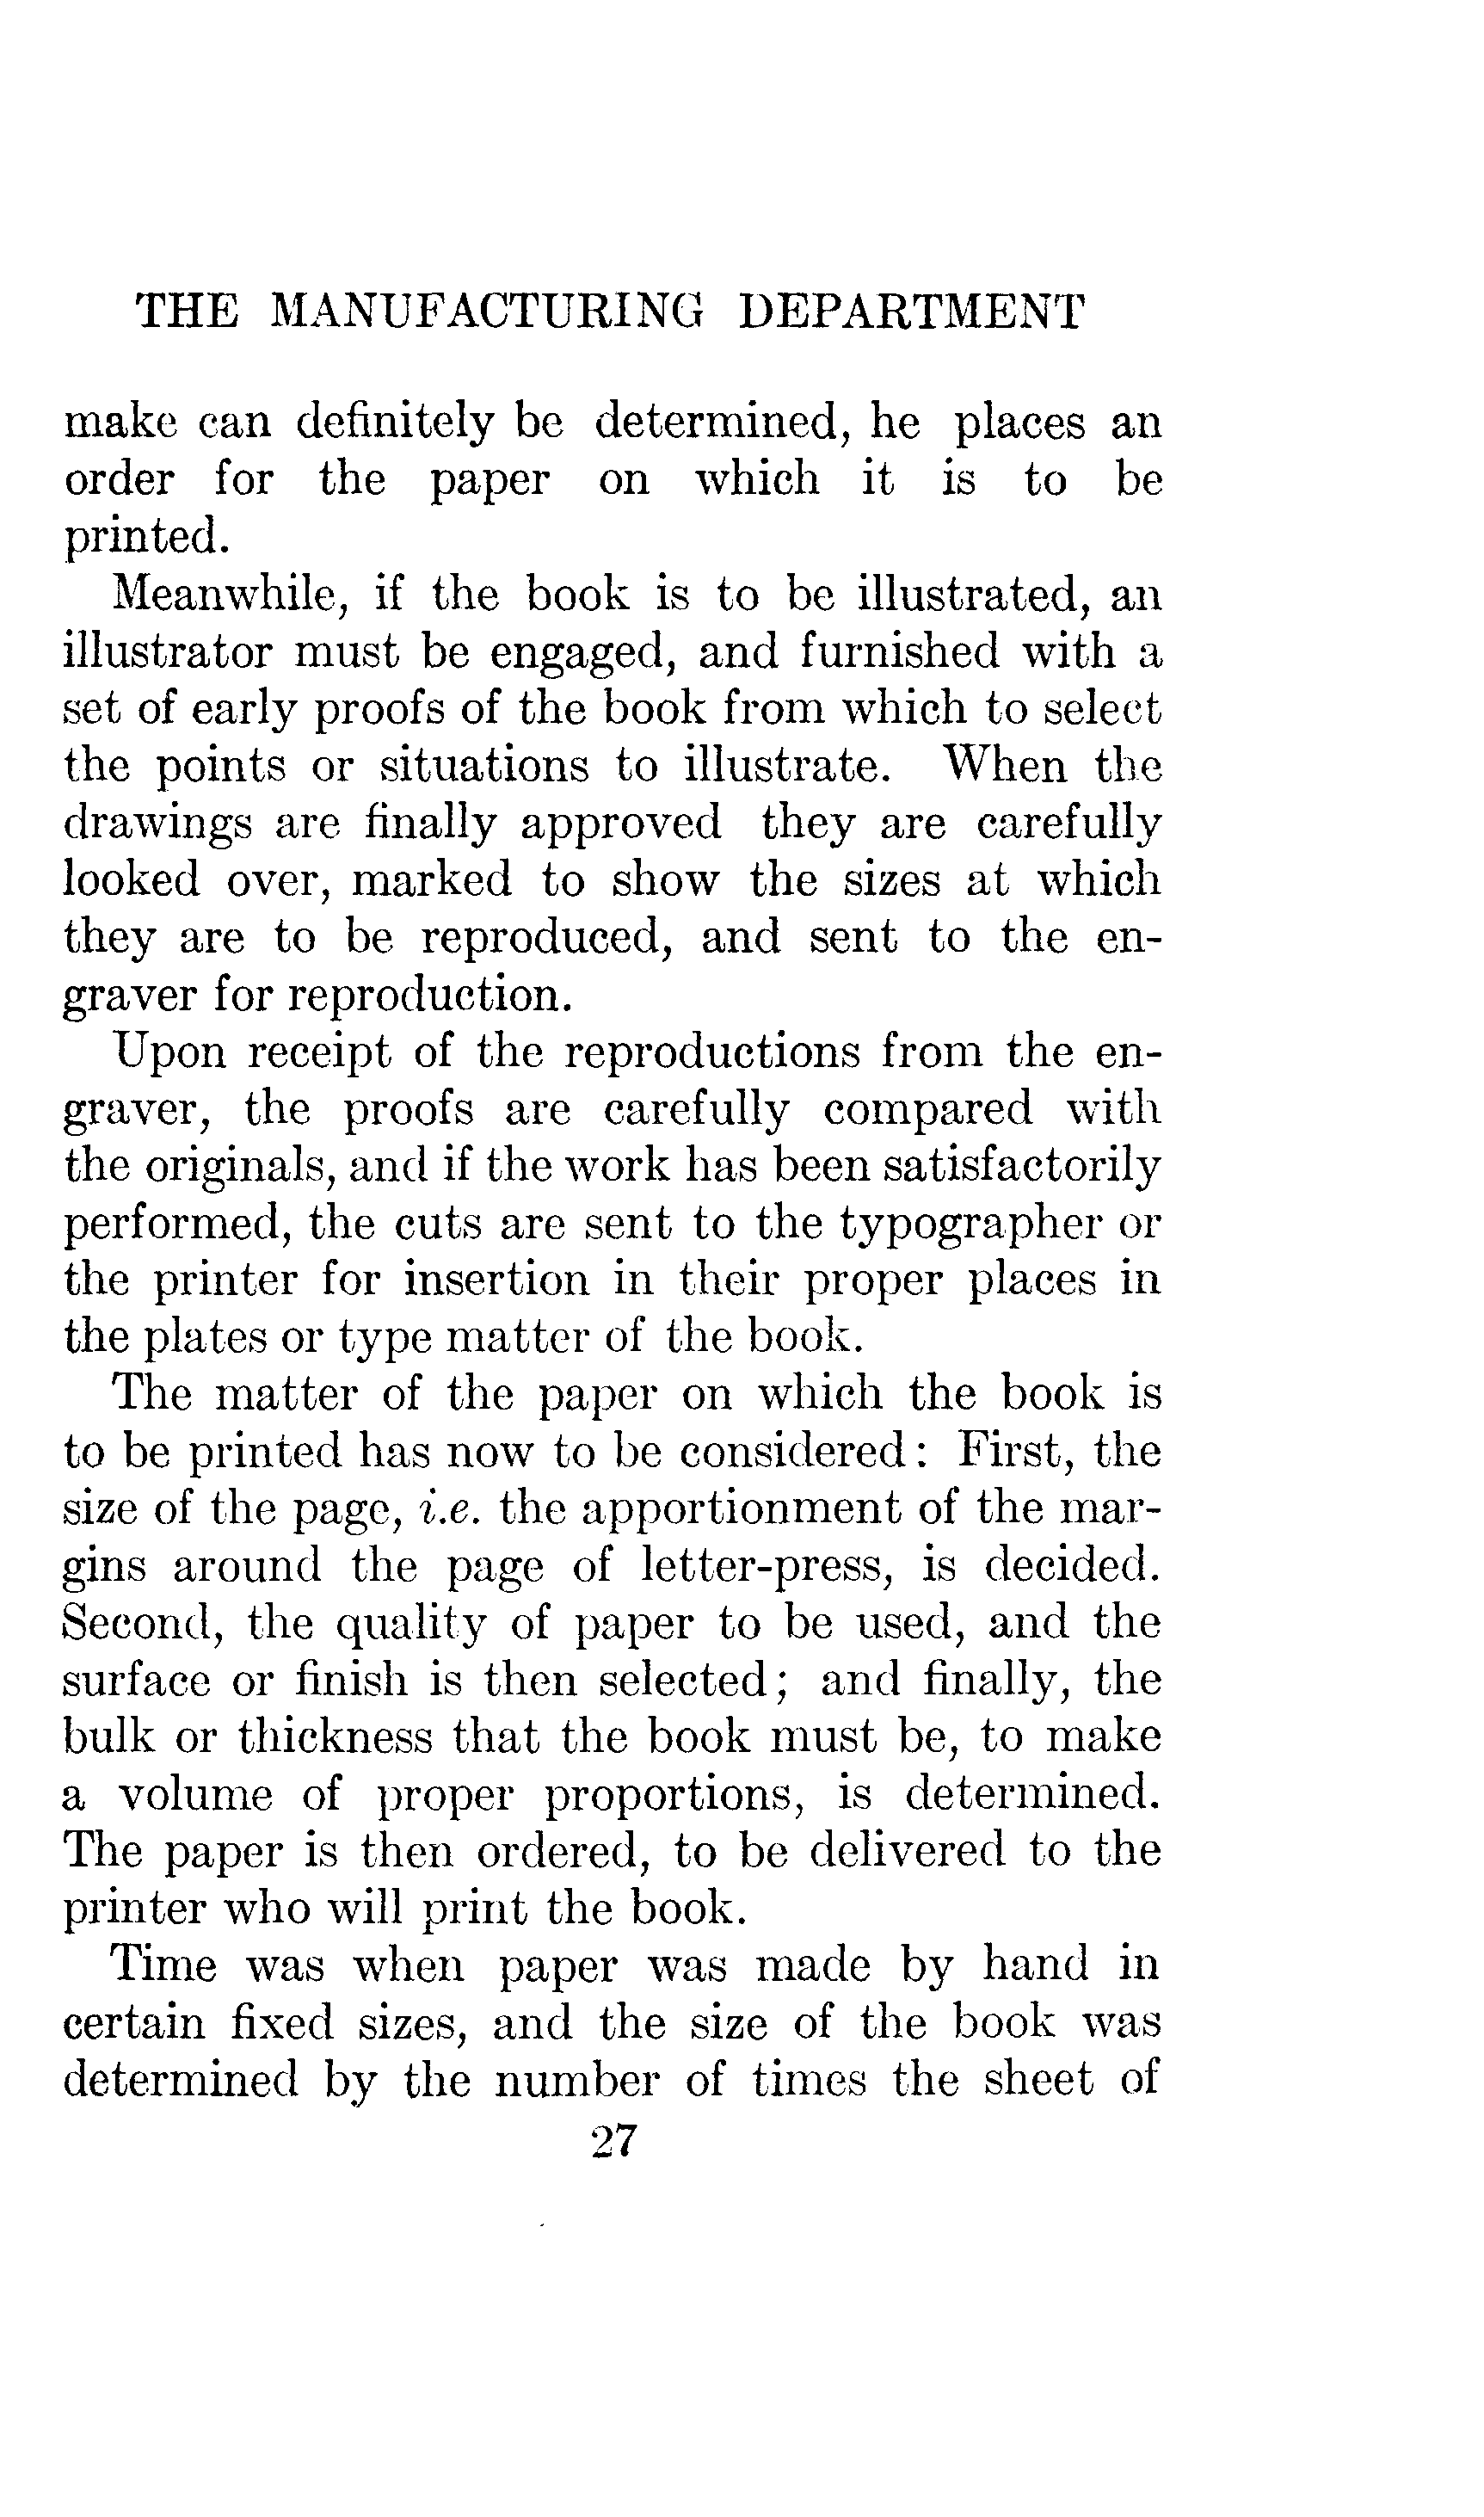 THE MANUFACTURING DEPARTMENT
make can definitely be determined, he places an
order for the paper on which it is to be
printed.
Meanwhile, if the book is to be illustrated, an
illustrator must be engaged, and furnished with a
set of early proofs of the book from which to select
the points or situations to illustrate. When the
drawings are finally approved they are carefully
looked over, marked to show the sizes at which
they are to be reproduced, and sent to the en-
graver for reproduction.
Upon receipt of the reproductions from the en-
graver, the proofs are carefully compared with
the originals, and if the work has been satisfactorily
performed, the cuts are sent to the typographer or
the printer for insertion in their proper places in
the plates or type matter of the book.
The matter of the paper on which the book is
to be printed has now to be considered: First, the
size of the page, i.e. the apportionment of the mar-
gins around the page of letter-press, is decided.
Second, the quality of paper to be used, and the
surface or finish is then selected; and finally, the
bulk or thickness that the book must be, to make
a volume of proper proportions, is determined.
The paper is then ordered, to be delivered to the
printer who will print the book.
Time was when paper was made by hand in
certain fixed sizes, and the size of the book was
determined by the number of times the sheet of
27